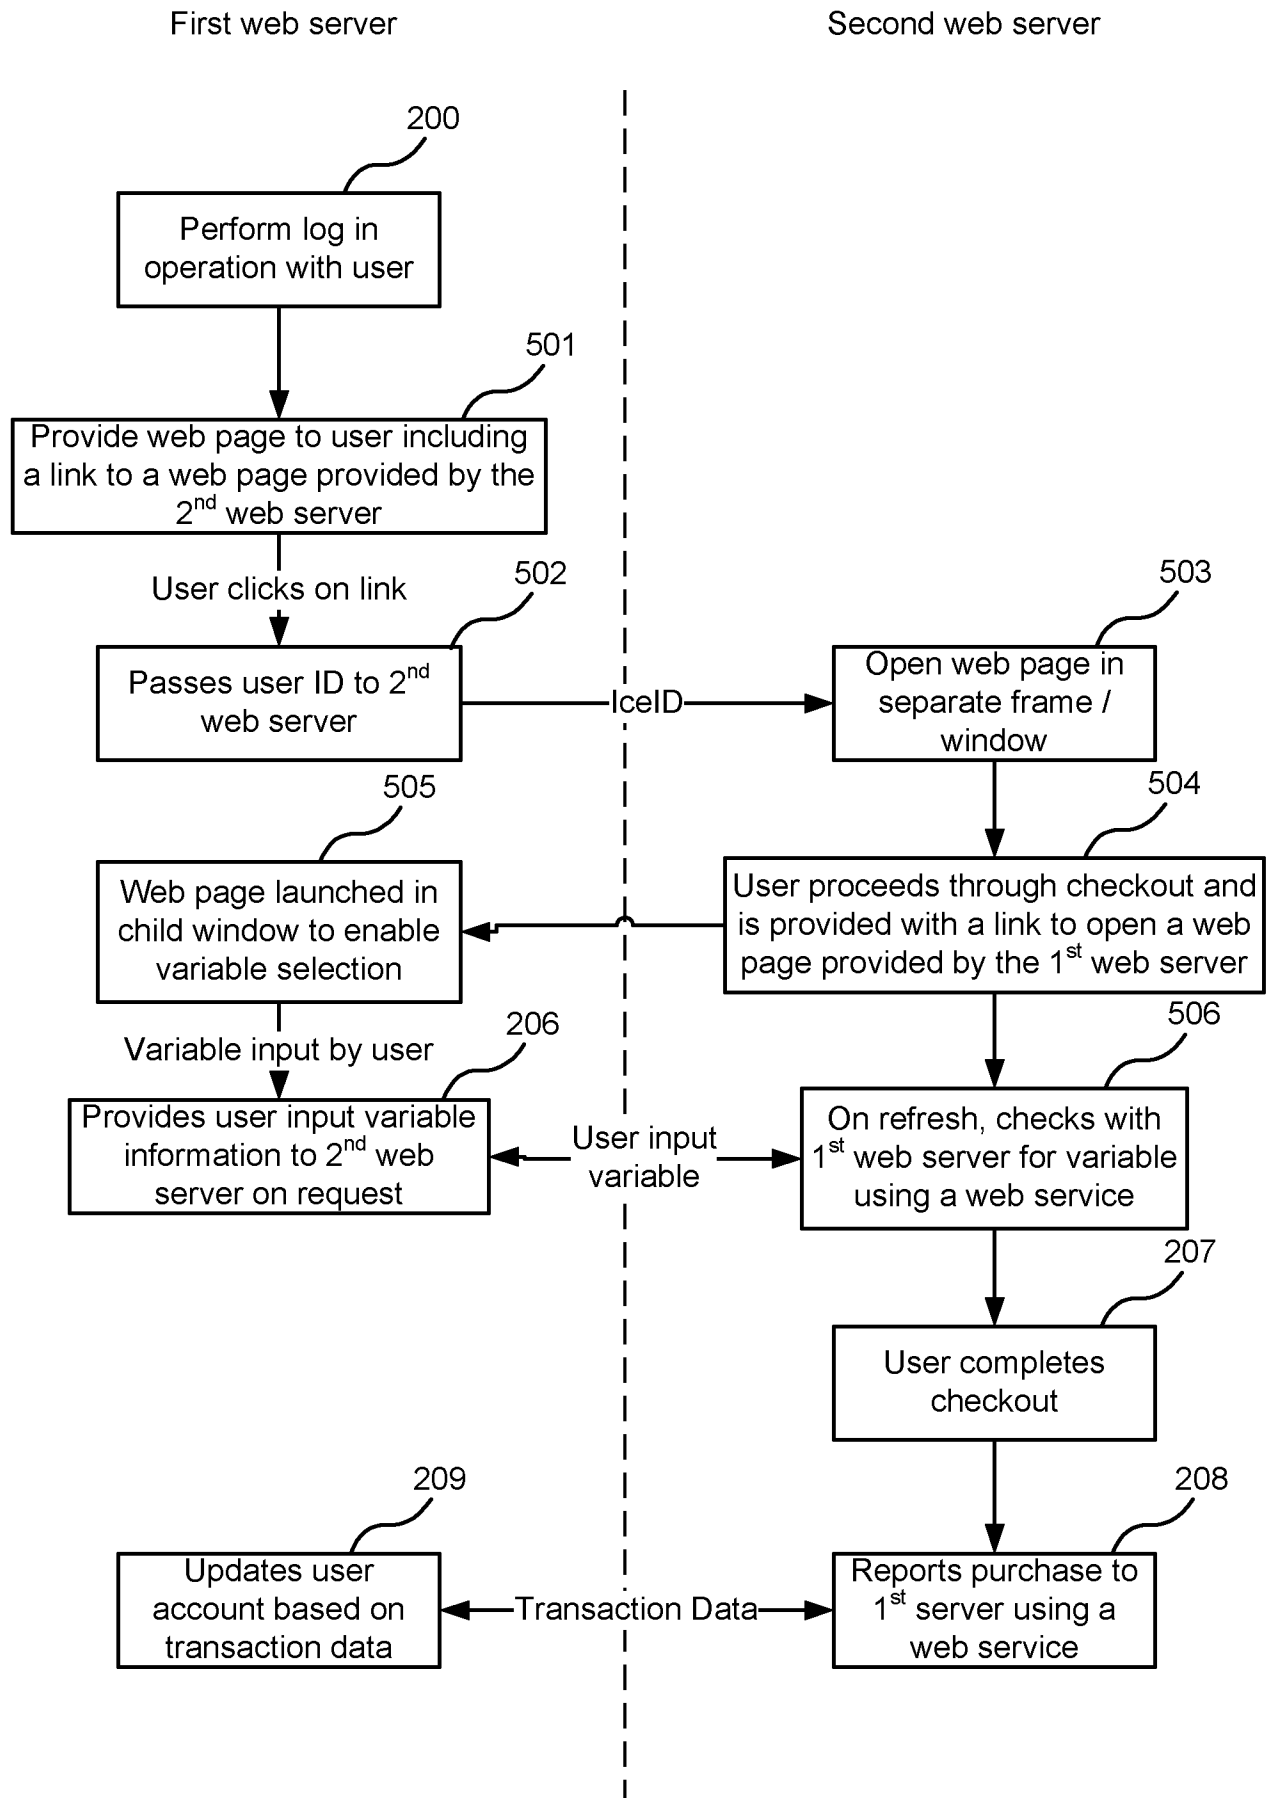 First web server
Second web server
200
Perform log in
operation with user
501
Provide web page to user including
a link to a web page provided by the
2nd web server
User clicks on link
502
503
Passes user ID to 2nd
web server
IceID
Open web page in
separate frame /
window
505
504
Web page launched in
child window to enable
variable selection
User proceeds through checkout and
is provided with a link to open a web
page provided by the 1st web server
Variable input by user
206
506
Provides user input variable
information to 2nd web
server on request
User input
variable
On refresh, checks with
1st web server for variable
using a web service
207
User completes
checkout
209
208
Updates user
account based on
transaction data
Transaction Data
Reports purchase to
1st server using a
web service